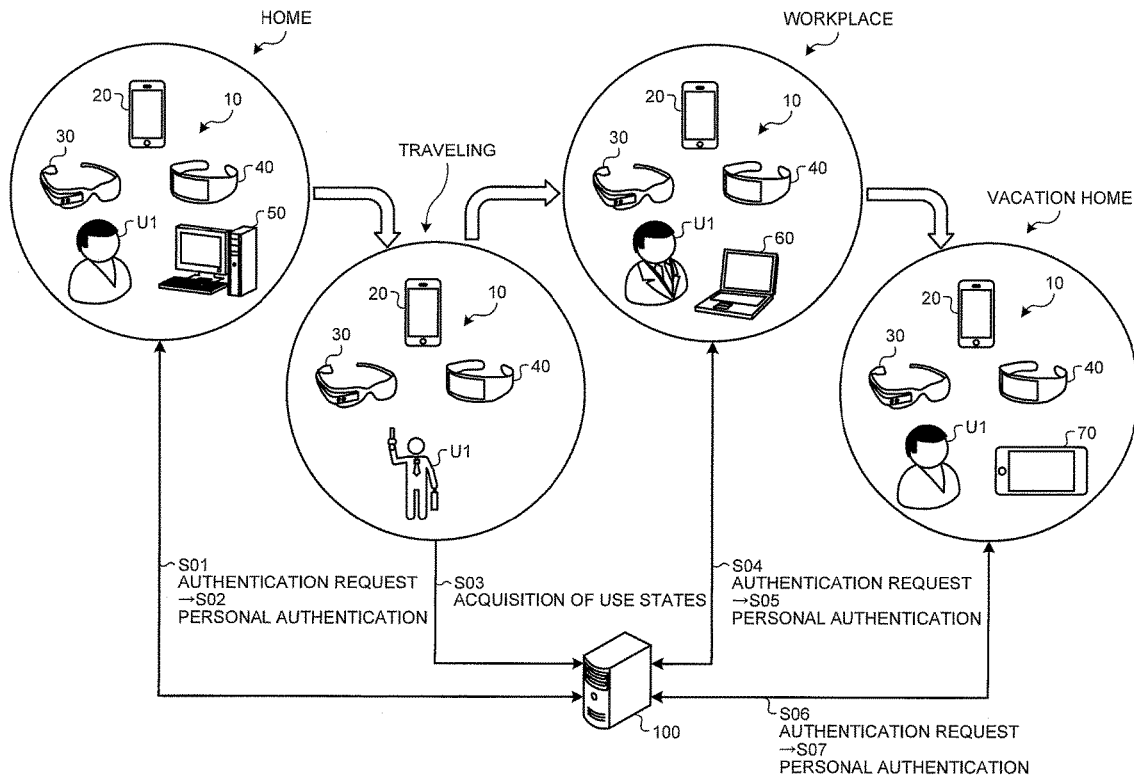 HOME
20
10
30
40
U1
50
TRAVELING
20
10
30
40
U1
WORKPLACE
20
10
30
40
U1
60
VACATION HOME
20
10
30
40
U1
70
S01
AUTHENTICATION REQUEST
→S02
PERSONAL AUTHENTICATION
S03
ACQUISITION OF USE STATES
S04
AUTHENTICATION REQUEST
→S05
PERSONAL AUTHENTICATION
100
S06
AUTHENTICATION REQUEST
→S07
PERSONAL AUTHENTICATION